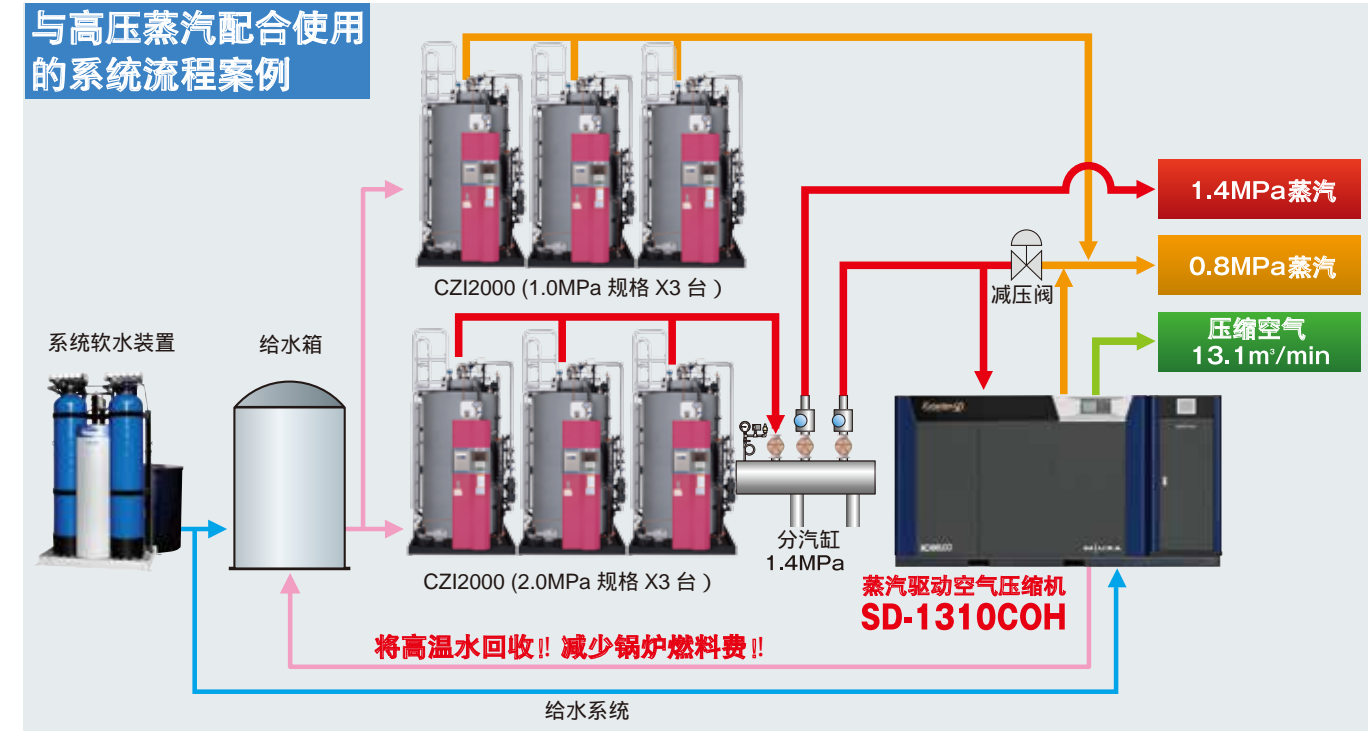 与高压蒸汽配合使用
的系统流程案例
1.4MPa蒸汽
0.8MPa蒸汽
减压阀
CZI2000 (1.0MPa 规格 X3 台）
压缩空气
13.1m³/min
系统软水装置
给水箱
分汽缸
1.4MPa
CZI2000 (2.0MPa 规格 X3 台）
MIURA
蒸汽驱动空气压缩机
SD-1310COH
将高温水回收!! 减少锅炉燃料费!!
给水系统